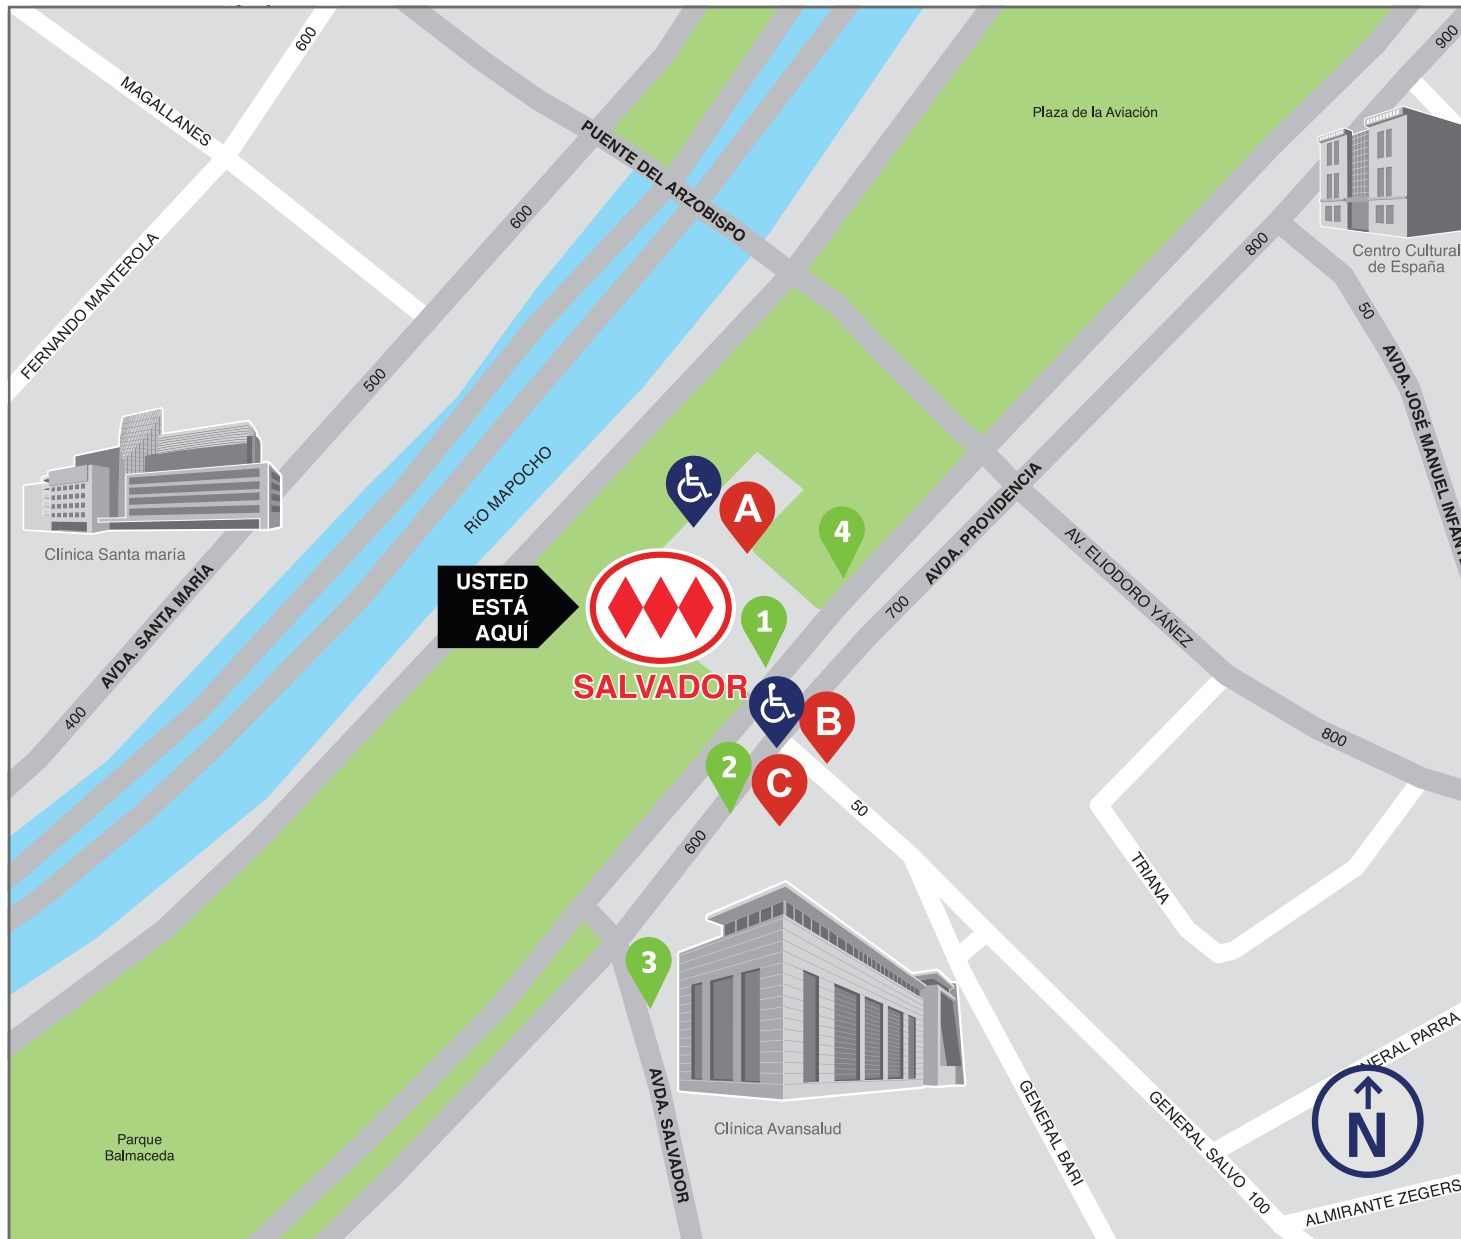 600
900
MAGALLANES
Plaza de la Aviación
PUENTE DEL ARZOBISPO
600
800
Centro Cultural
de España
FERNANDO MANTEROLA
50
500
AVDA. JOSÉ MANUEL INFANTE
RÍO MAPOCHO
A
4
AVDA. PROVIDENCIA
Clínica Santa maría
AV. ELIODORO YÁÑEZ
USTED
ESTÁ
AQUÍ
700
1
AVDA. SANTA MARÍA
SALVADOR
400
B
800
2
C
50
600
TRIANA
3
AVDA. SALVADOR
Clínica Avansalud
GENERAL BARI
GENERAL SALVO 100
PARRA
N
Parque
Balmaceda
ALMIRANTE ZEGERS